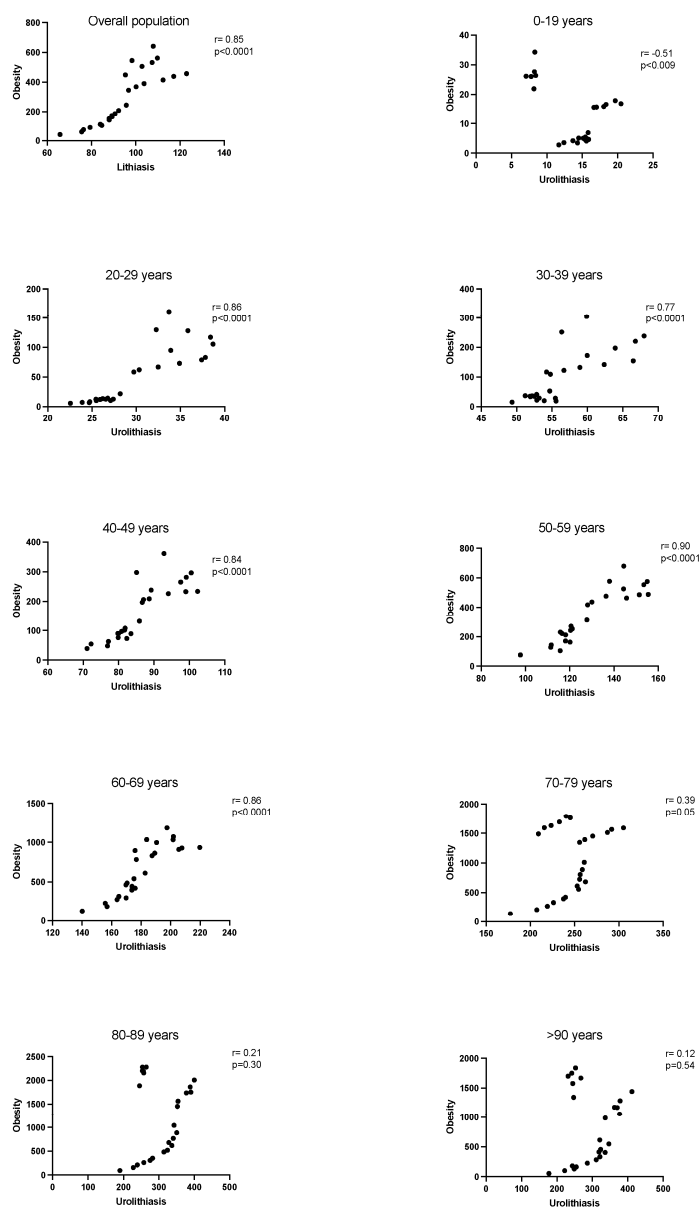 Overall population
r= 0.85
p<0.0001
800
600
400
200
0
60 80 100 120 140
Obesity
Lithiasis
0-19 years
r= -0.51
p<0.009
40
30
20
10
0
0 5 10 15 20 25
Obesity
Urolithiasis
20-29 years
r= 0.86
p<0.0001
200
150
100
50
0
20 25 30 35 40
Obesity
Urolithiasis
30-39 years
r= 0.77
p<0.0001
400
300
200
100
0
45 50 55 60 65 70
Obesity
Urolithiasis
40-49 years
r= 0.84
p<0.0001
400
300
200
100
0
60 70 80 90 100 110
Obesity
Urolithiasis
50-59 years
r= 0.90
p<0.0001
800
600
400
200
0
80 100 120 140 160
Obesity
Urolithiasis
60-69 years
r= 0.86
p<0.0001
1500
1000
500
0
120 140 160 180 200 220 240
Obesity
Urolithiasis
70-79 years
r= 0.39
p=0.05
2000
1500
1000
500
0
150 200 250 300 350
Obesity
Urolithiasis
80-89 years
r= 0.21
p=0.30
2500
2000
1500
1000
500
0
0 100 200 300 400 500
Obesity
Urolithiasis
>90 years
r= 0.12
p=0.54
2000
1500
1000
500
0
0 100 200 300 400 500
Obesity
Urolithiasis